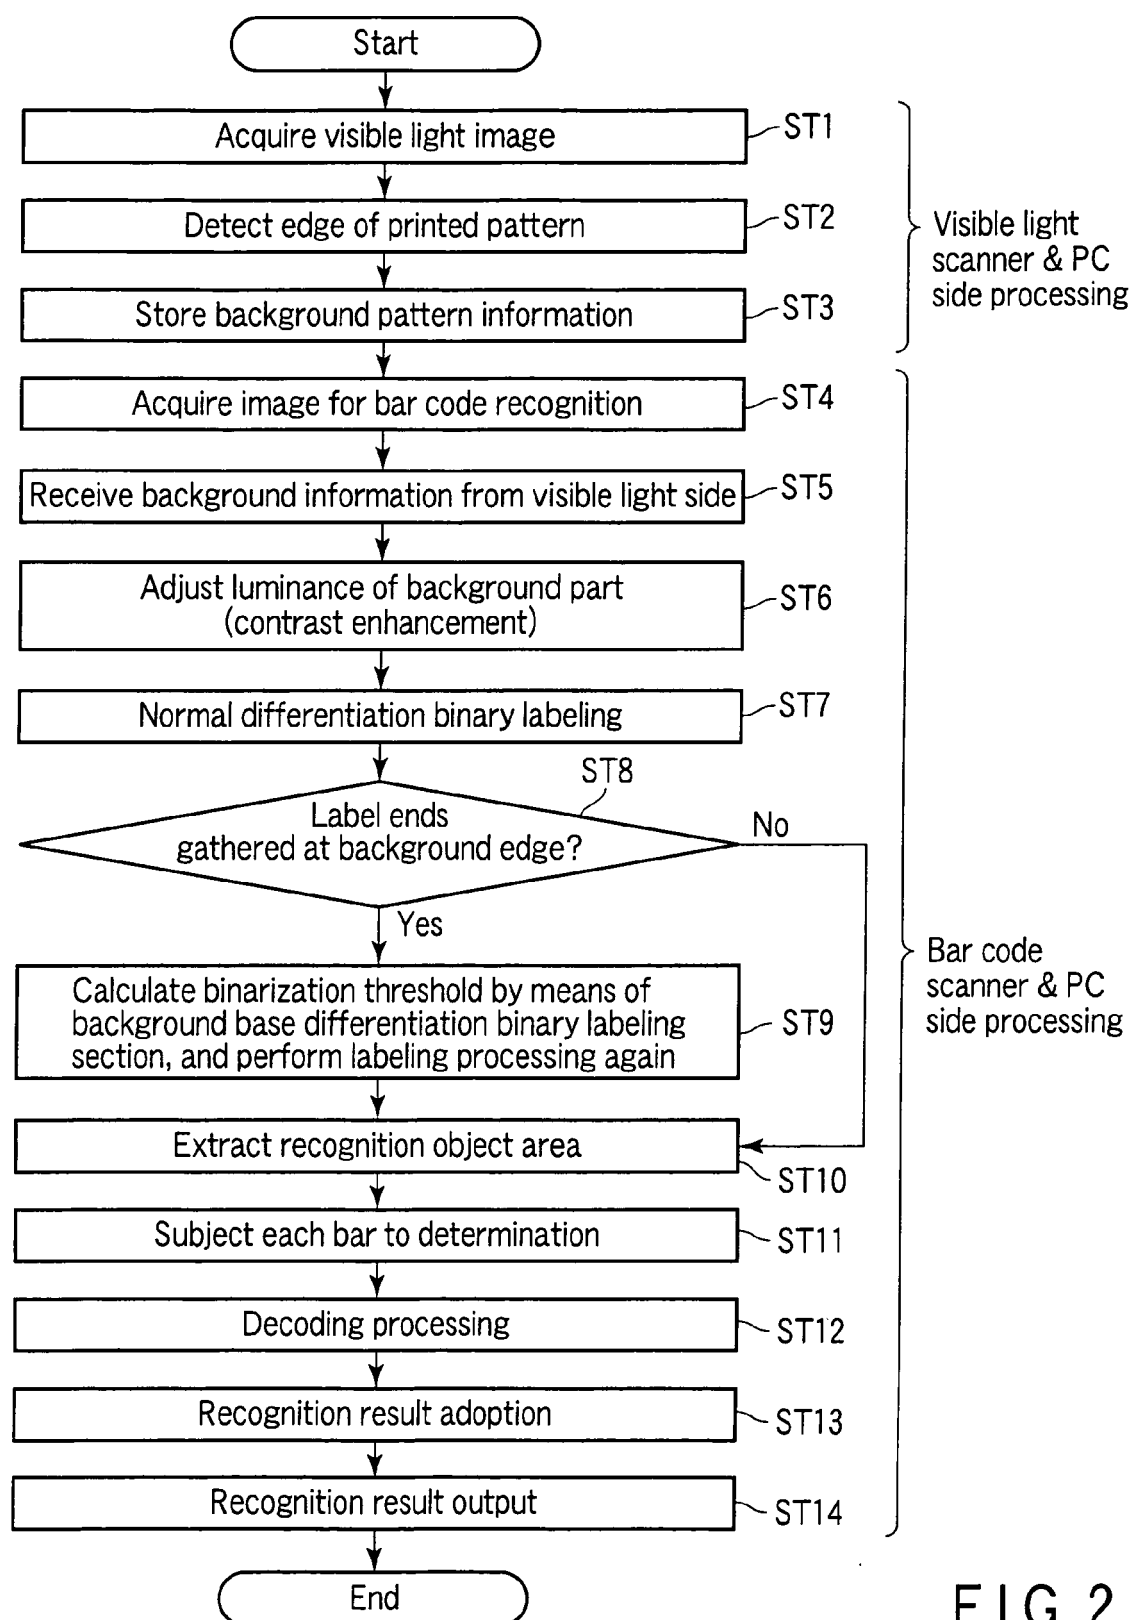 Start
Acquire visible light image
ST1
Detect edge of printed pattern
ST2
Store background pattern information
ST3
Visible light
scanner & PC
side processing
Acquire image for bar code recognition
ST4
Receive background information from visible light side
ST5
Adjust luminance of background part
(contrast enhancement)
ST6
Normal differentiation binary labeling
ST7
ST8
Label ends
gathered at background edge?
No
Yes
Calculate binarization threshold by means of
background base differentiation binary labeling
section, and perform labeling processing again
ST9
Bar code
scanner & PC
side processing
Extract recognition object area
ST10
Subject each bar to determination
ST11
Decoding processing
ST12
Recognition result adoption
ST13
Recognition result output
ST14
End
FIG. 2